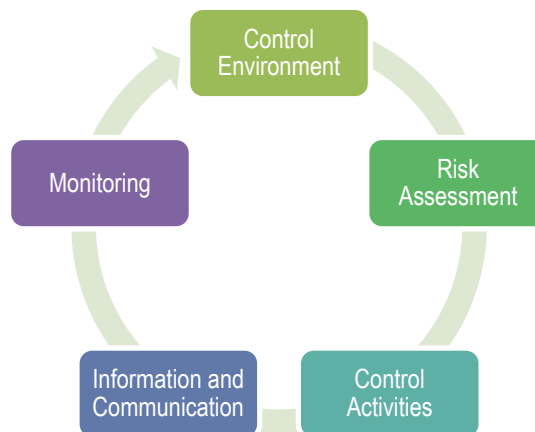 Control
Environment
Risk
Assessment
Control
Activities
Information and
Communication
Monitoring